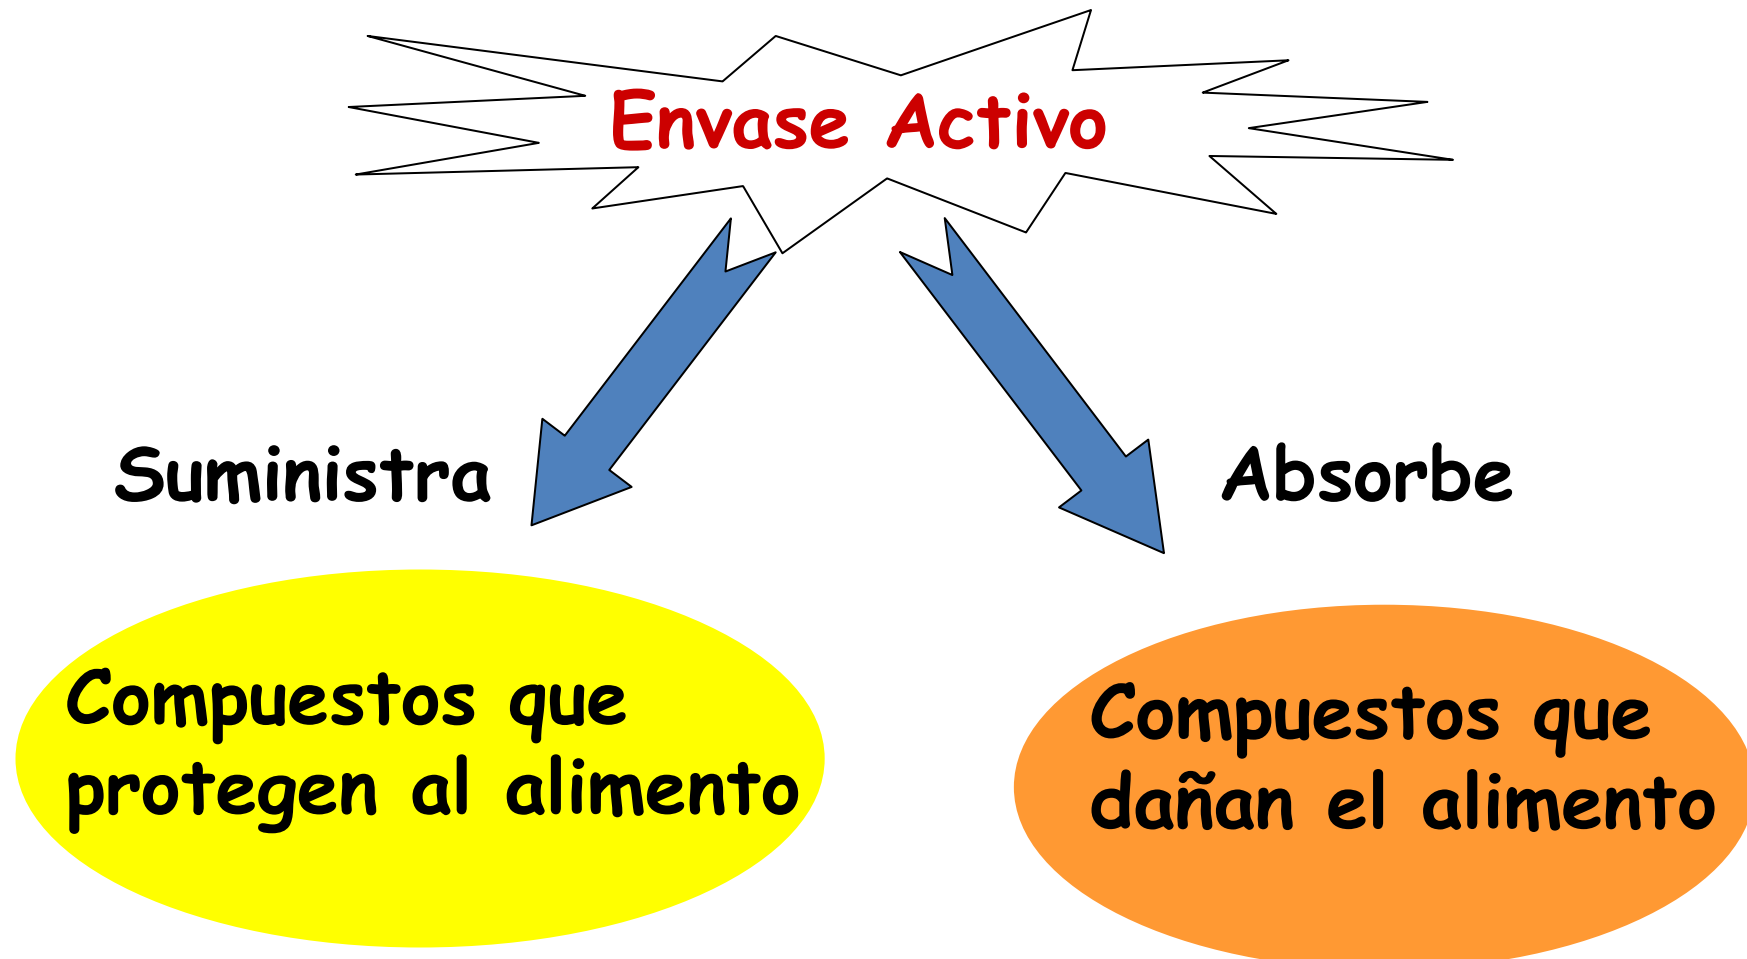 Envase Activo
Suministra
Absorbe
Compuestos que
protegen al alimento
Compuestos que
dañan el alimento